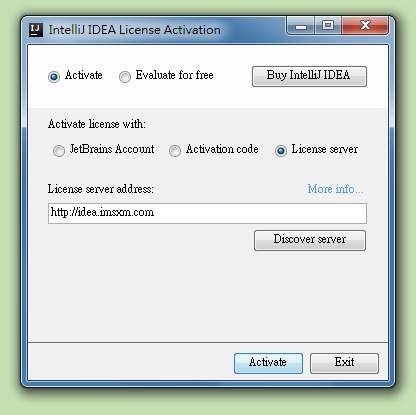 IJ IntelliJ IDEA License Activation
Activate Evaluate for free Buy IntelliJ IDEA
Activate license with:
JetBrains Account Activation code License server
License server address: More info...
http://idea.imsxm.com
Discover server
Activate Exit